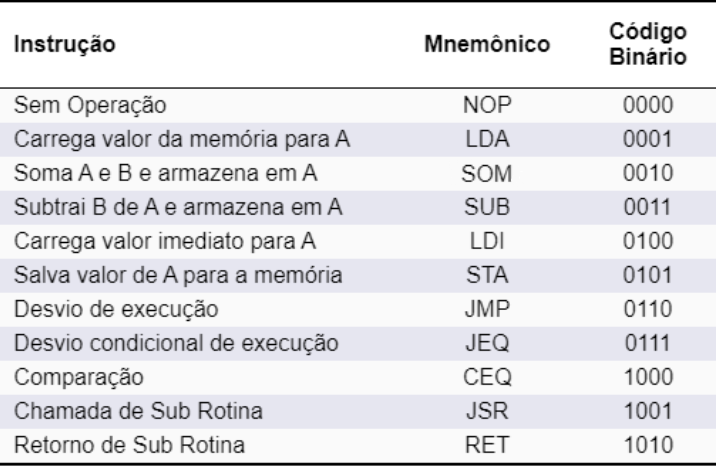 Instrução Mnemônico Código Binário
Sem Operação NOP 0000
Carrega valor da memória para A LDA 0001
Soma A e B e armazena em A SOM 0010
Subtrai B de A e armazena em A SUB 0011
Carrega valor imediato para A LDI 0100
Salva valor de A para a memória STA 0101
Desvio de execução JMP 0110
Desvio condicional de execução JEQ 0111
Comparação CEQ 1000
Chamada de Sub Rotina JSR 1001
Retorno de Sub Rotina RET 1010